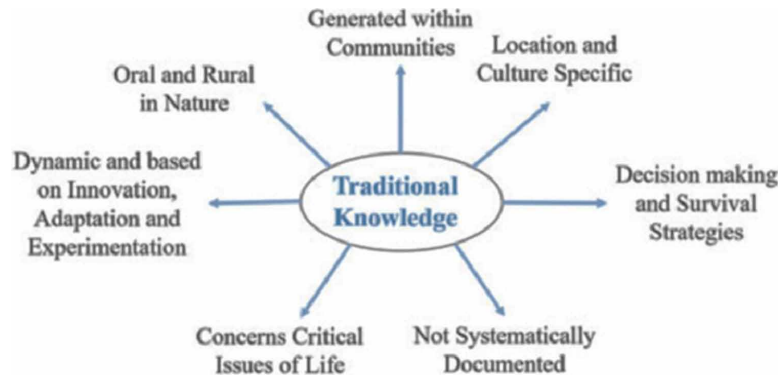 Generated within
Communities
Location and
Culture Specific
Oral and Rural
in Nature
Dynamic and based
on Innovation,
Adaptation and
Experimentation
Traditional
Knowledge
Decision making
and Survival
Strategies
Concerns Critical
Issues of Life
Not Systematically
Documented